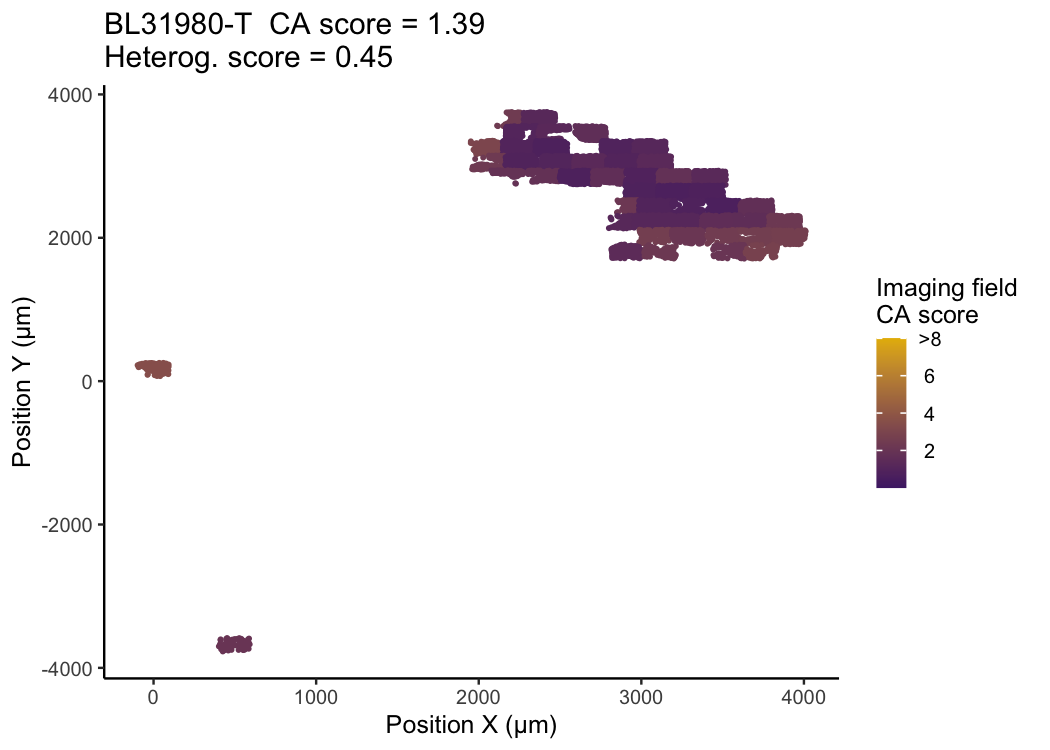 BL31980-T  CA score = 1.39
Heterog. score = 0.45
4000
2000
0
-2000
-4000
Position Y (µm)
0 1000 2000 3000 4000
Position X (µm)
Imaging field
CA score
>8
6
4
2